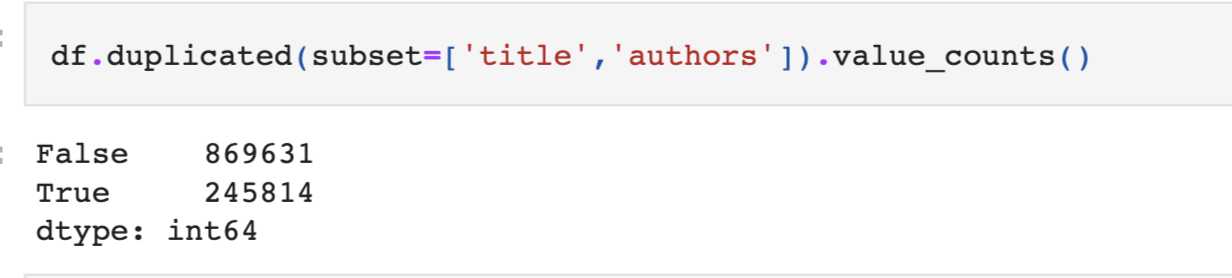 df.duplicated(subset=['title','authors']).value_counts()
False    869631
True     245814
dtype: int64